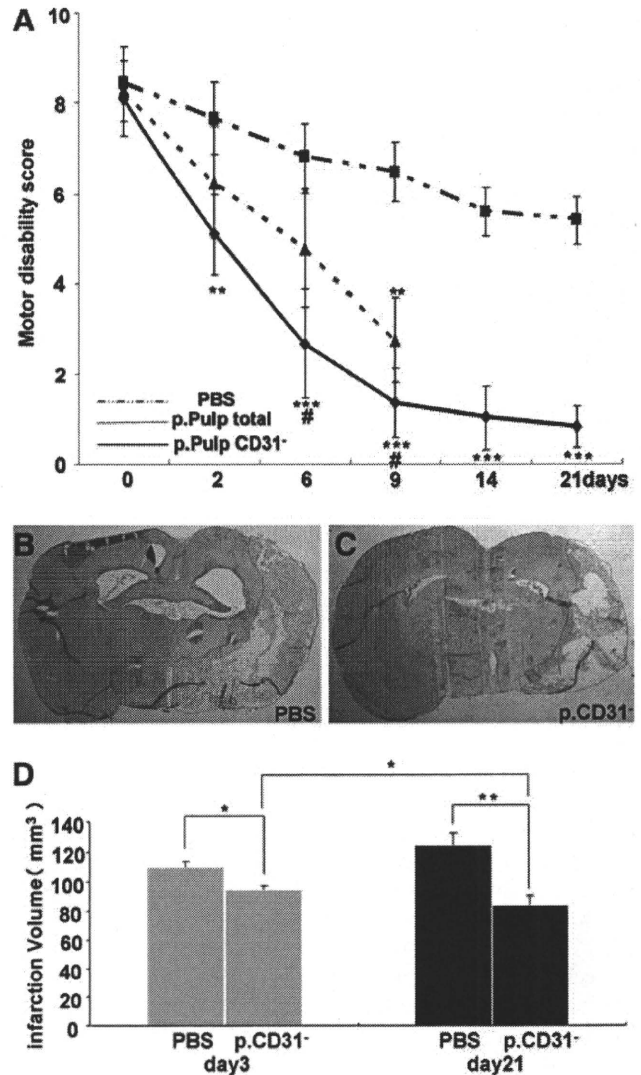 A
10
8
6
4
2
0
Motor disability score
**
**
***
#
***
#
***
***
PBS
p.Pulp total
p.Pulp CD31-
0 2 6 9 14 21days
B
PBS
C
p.CD31-
D
*
*
**
140
120
100
80
60
40
20
0
infarction Volume( mm³ )
PBS p.CD31- PBS p.CD31-
day3 day21